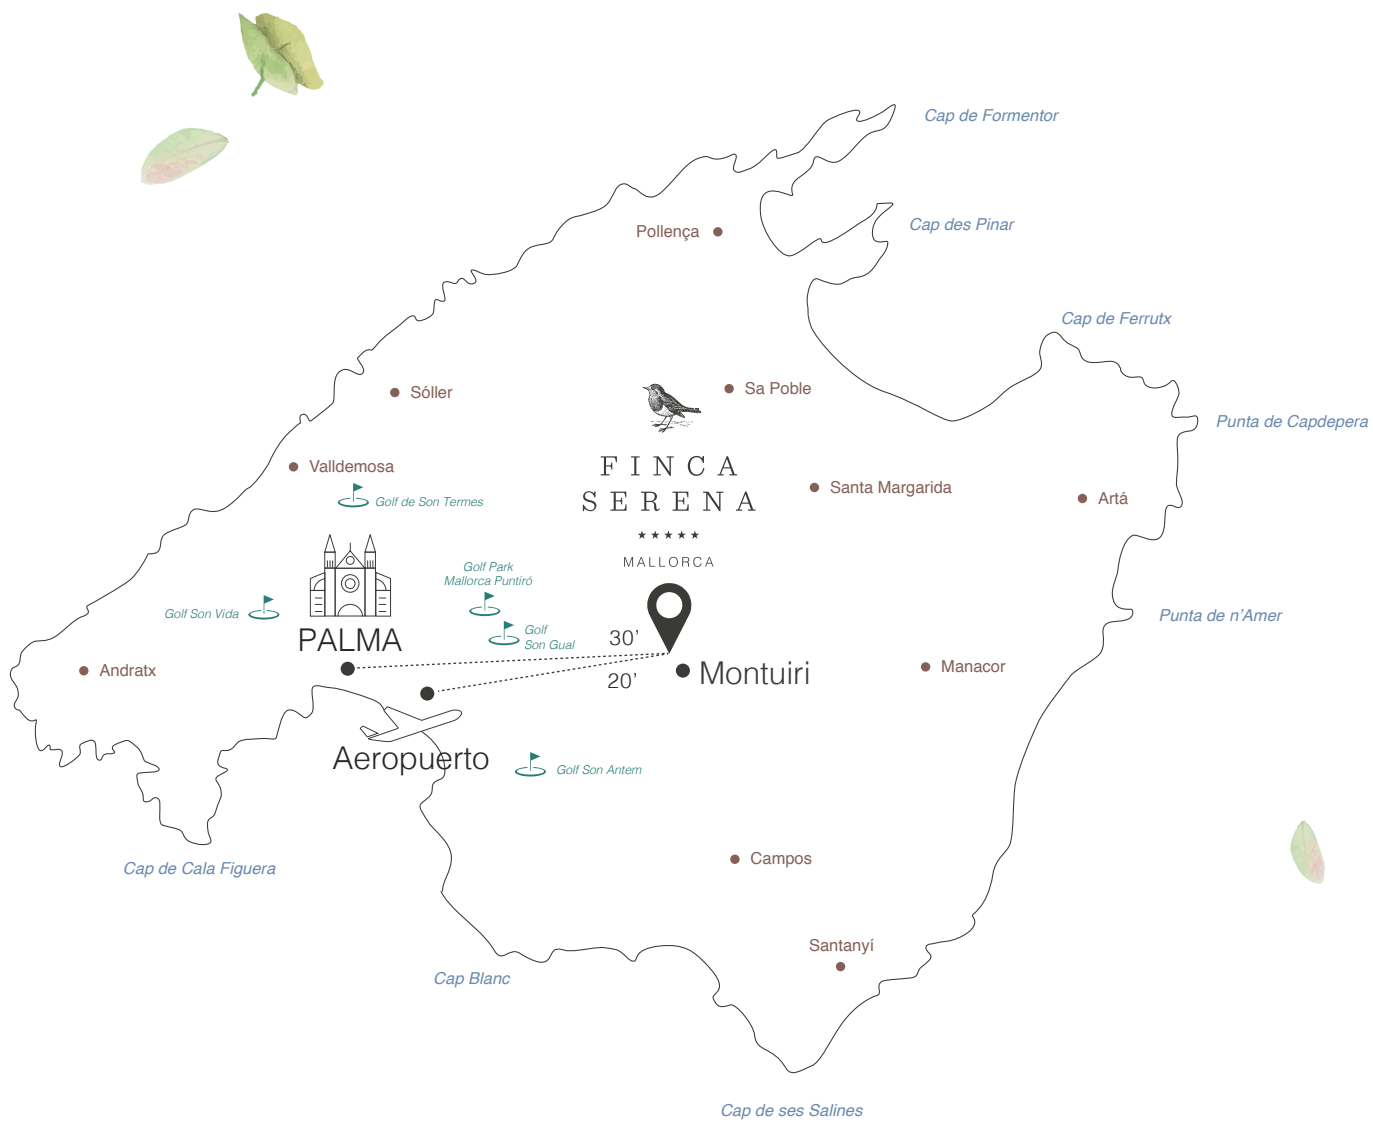 Cap de Formentor
Cap des Pinar
Pollença
Cap de Ferrutx
Sóller
Sa Poble
Punta de Capdepera
Valldemosa
FINCA
SERENA
★★★★★
MALLORCA
Santa Margarida
Artá
Golf de Son Termes
Golf Park
Mallorca Puntiró
Golf Son Vida
PALMA
Golf
Son Gual
30’
20’
Punta de n’Amer
Andratx
Montuiri
Manacor
Aeropuerto
Golf Son Antem
Cap de Cala Figuera
Campos
Santanyí
Cap Blanc
Cap de ses Salines